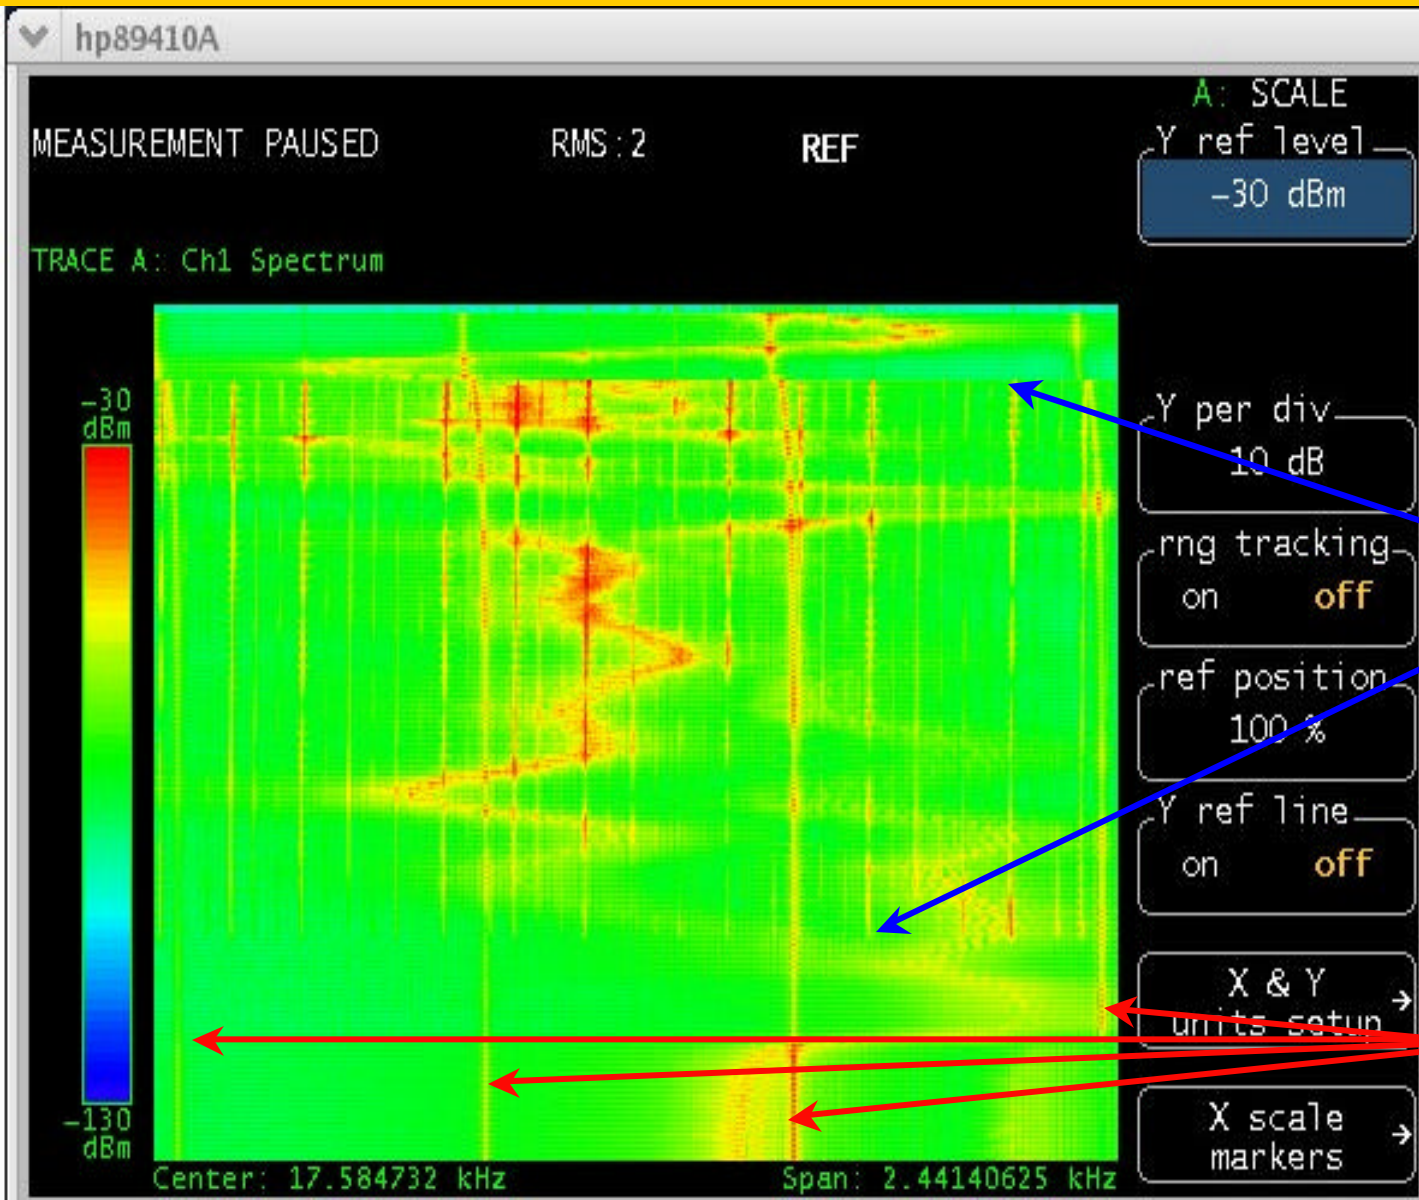 hp89410A
A: SCALE
MEASUREMENT PAUSED RMS:2 REF
Y ref level
-30 dBm
TRACE A: Ch1 Spectrum
-30
dBm
Y per div
10 dB
rng tracking
on off
ref position
100 %
Y ref line
on off
X & Y
units setup
X scale
markers
-130
dBm
Center: 17.584732 kHz Span: 2.44140625 kHz